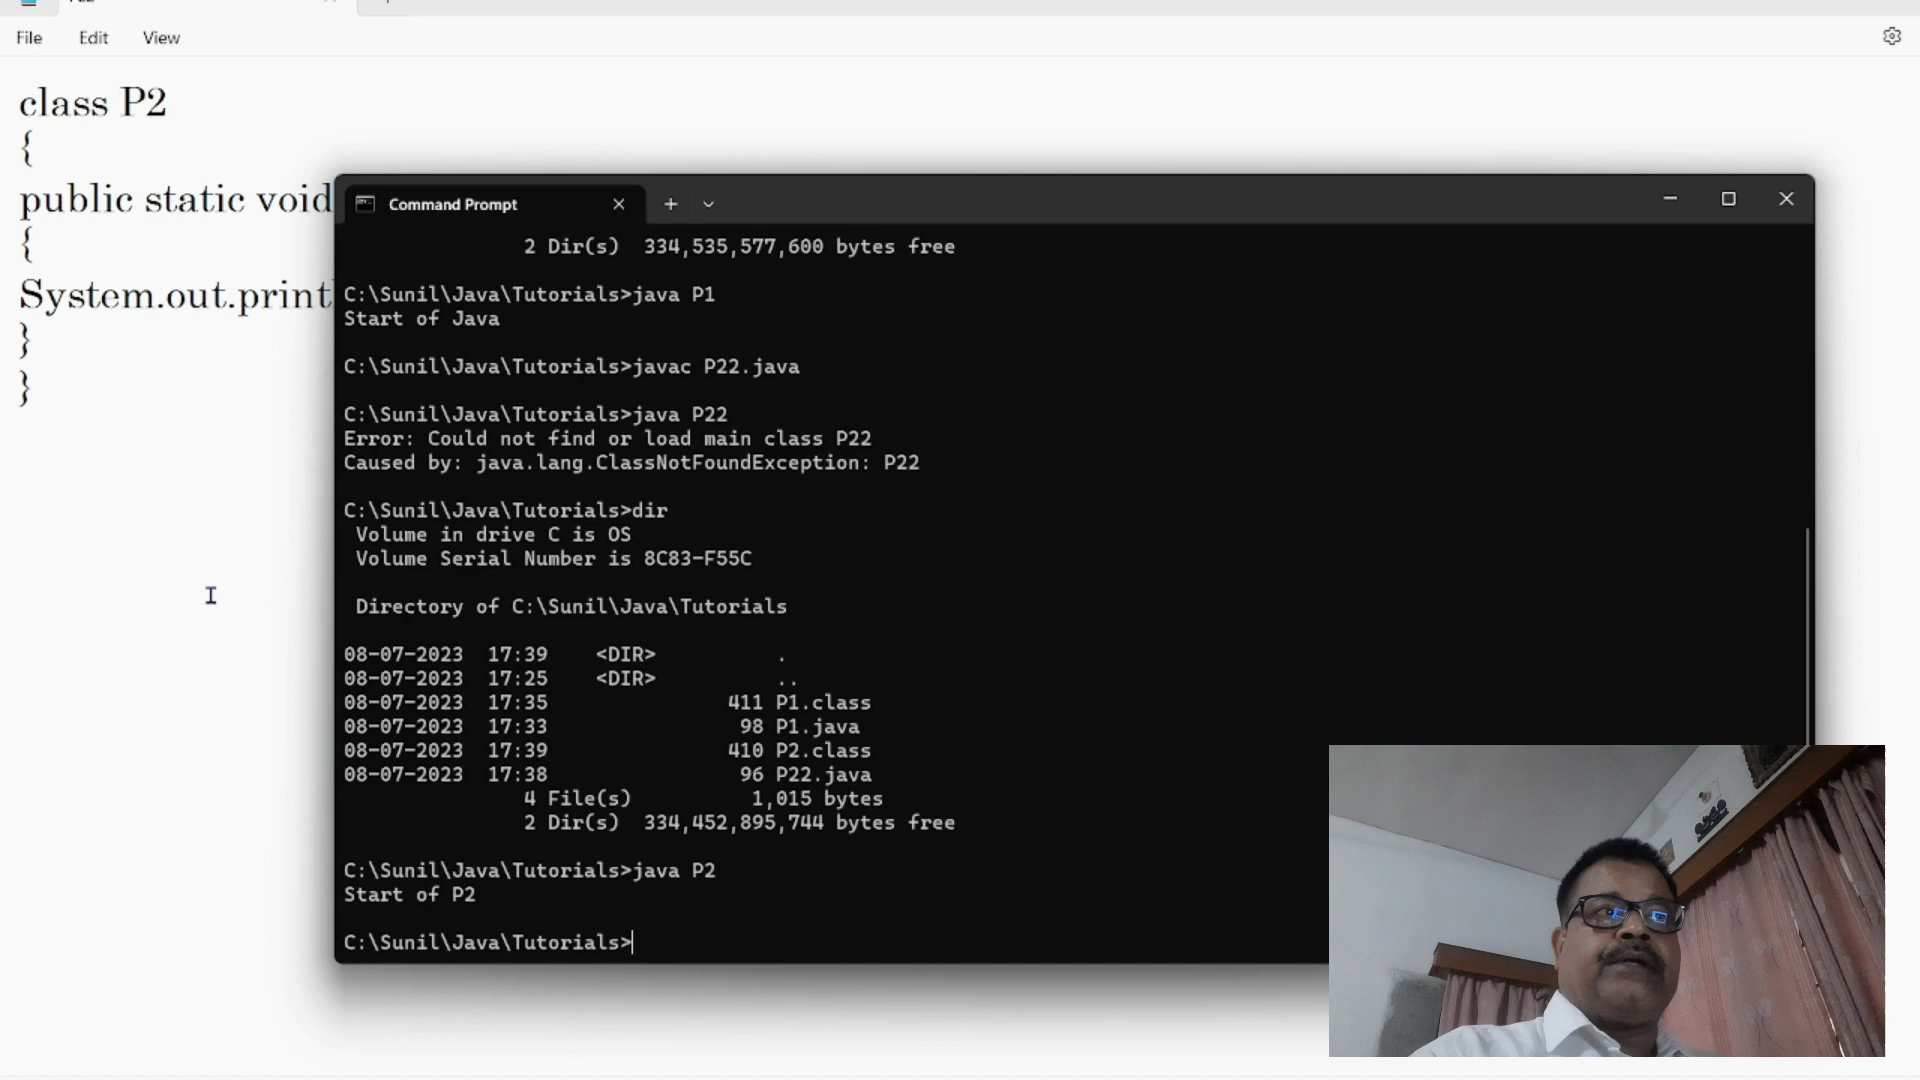 File Edit View
class P2
{
public static void
{
System.out.printl
}
}
Command Prompt
2 Dir(s) 334,535,577,600 bytes free
C:\Sunil\Java\Tutorials>java P1
Start of Java
C:\Sunil\Java\Tutorials>javac P22.java
C:\Sunil\Java\Tutorials>java P22
Error: Could not find or load main class P22
Caused by: java.lang.ClassNotFoundException: P22
C:\Sunil\Java\Tutorials>dir
Volume in drive C is OS
Volume Serial Number is 8C83-F55C
Directory of C:\Sunil\Java\Tutorials
08-07-2023 17:39 <DIR> .
08-07-2023 17:25 <DIR> ..
08-07-2023 17:35 411 P1.class
08-07-2023 17:33 98 P1.java
08-07-2023 17:39 410 P2.class
08-07-2023 17:38 96 P22.java
4 File(s) 1,015 bytes
2 Dir(s) 334,452,895,744 bytes free
C:\Sunil\Java\Tutorials>java P2
Start of P2
C:\Sunil\Java\Tutorials>